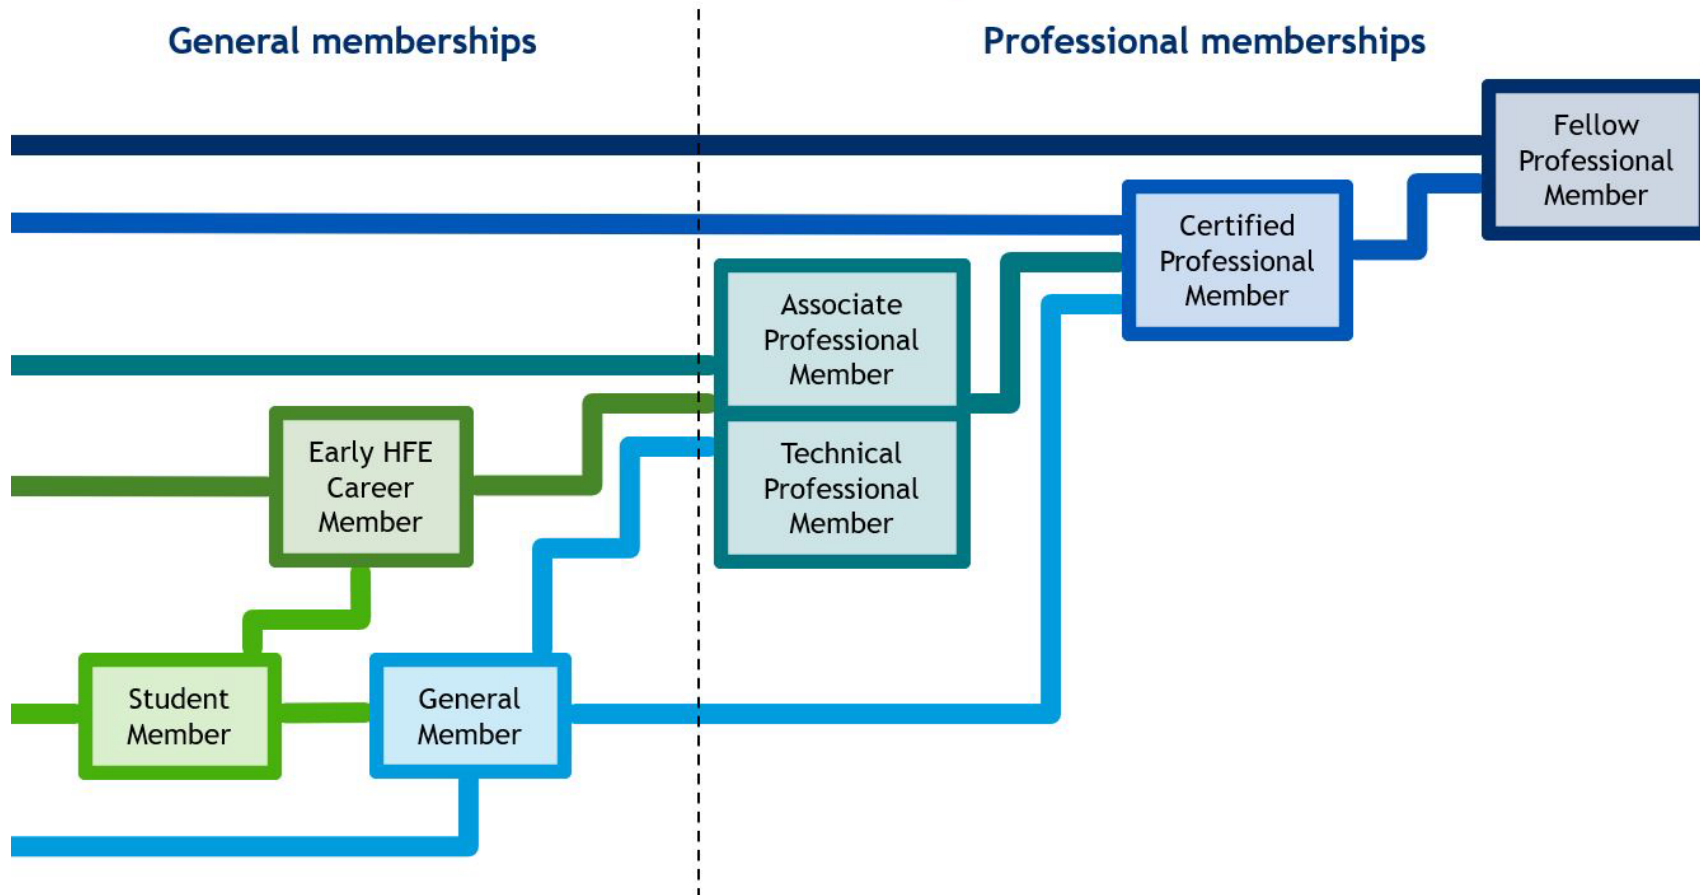 General memberships
Professional memberships
Fellow
Professional
Member
Certified
Professional
Member
Associate
Professional
Member
Early HFE
Career
Member
Technical
Professional
Member
Student
Member
General
Member